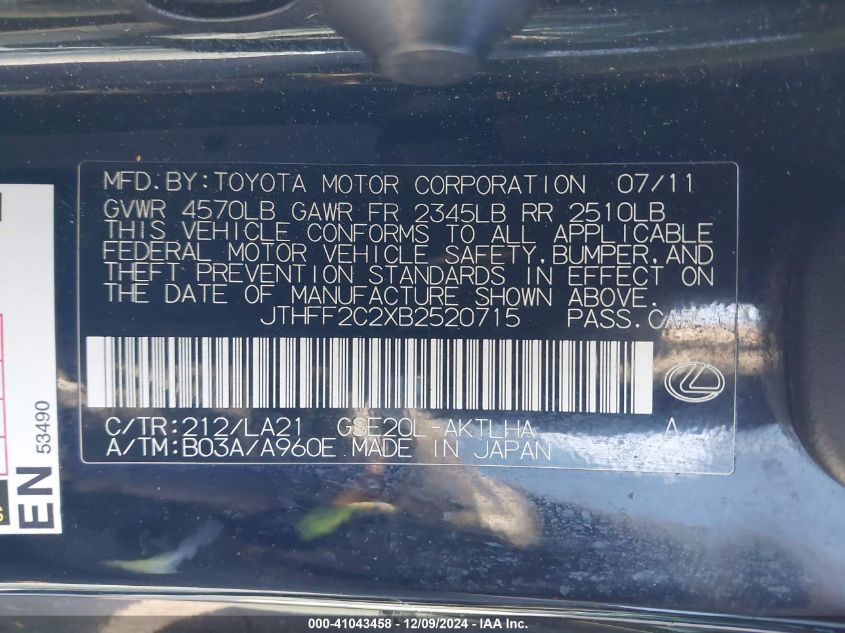 MFD.BY:TOYOTA MOTOR CORPORATION 07/11
GVWR 4570LB GAWR FR 2345LB RR 2510LB
THIS VEHICLE CONFORMS TO ALL APPLICABLE
FEDERAL MOTOR VEHICLE SAFETY,BUMPER,AND
THEFT PREVENTION STANDARDS IN EFFECT ON
THE DATE OF MANUFACTURE SHOWN ABOVE.
JTHFF2C2XB2520715 PASS.CAR
C/TR:212/LA21 GSE20L-AKTLHA A
A/TM:B03A/A960E MADE IN JAPAN
EN
53490
000-41043458 - 12/09/2024 - IAAI.COM